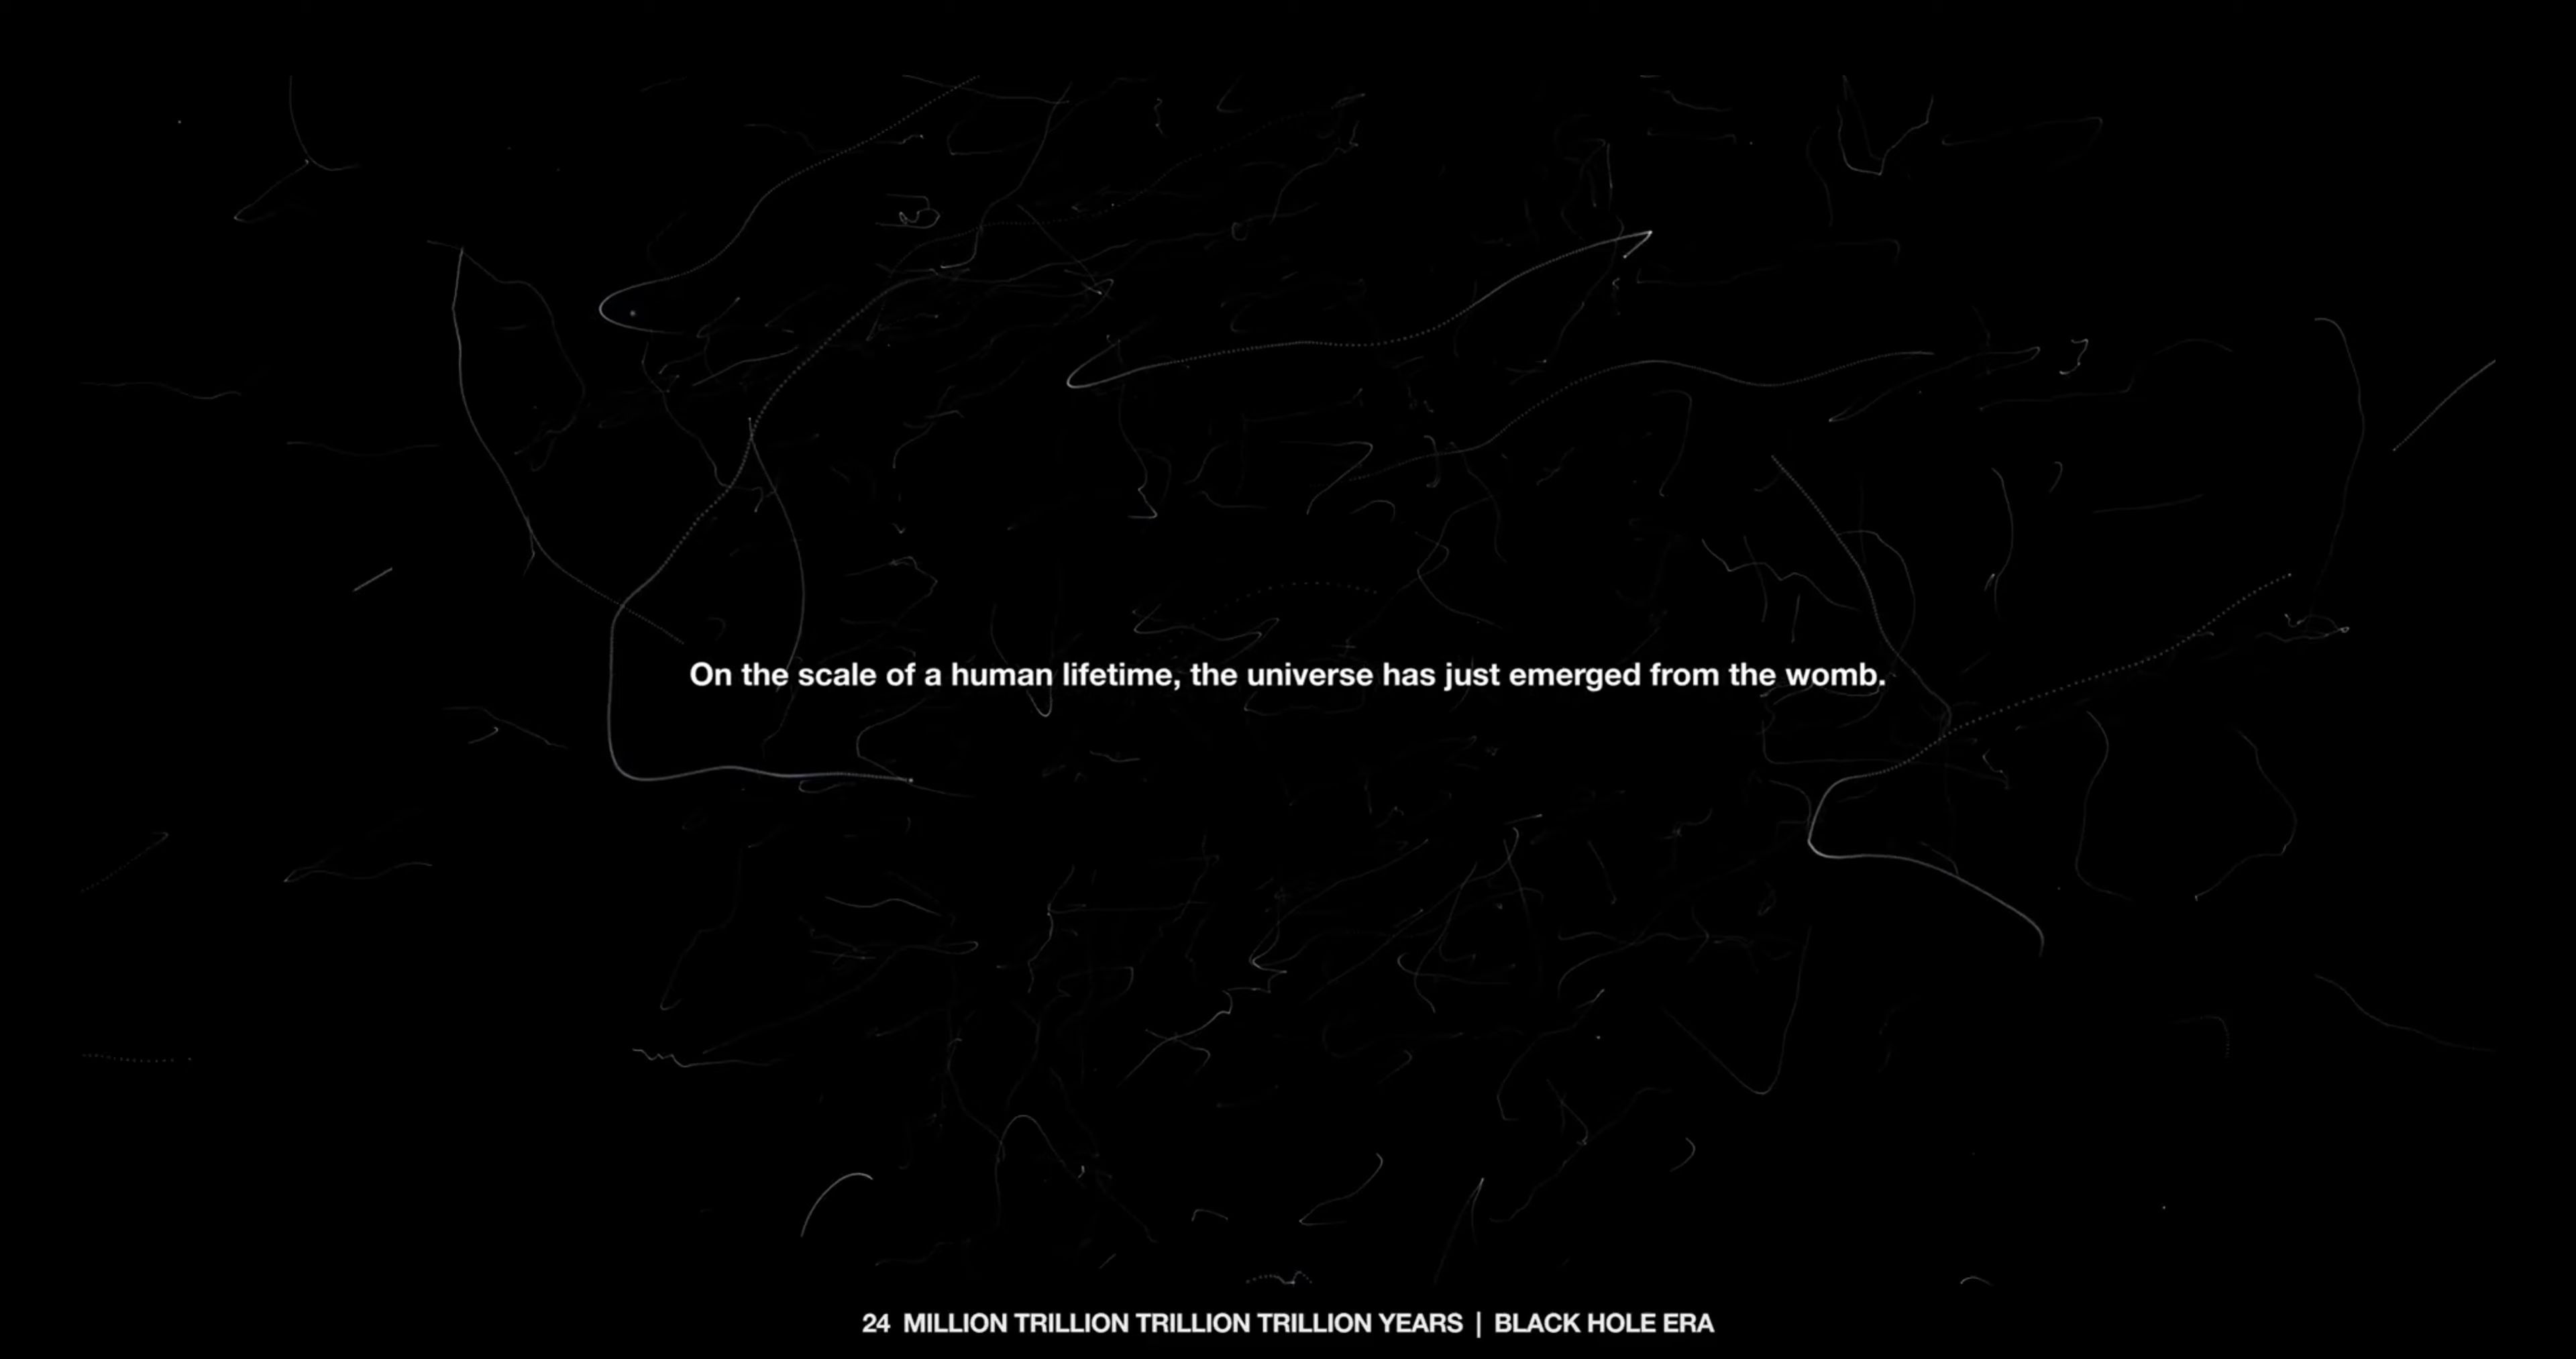 On the scale of a human lifetime, the universe has just emerged from the womb.
24 MILLION TRILLION TRILLION TRILLION YEARS | BLACK HOLE ERA